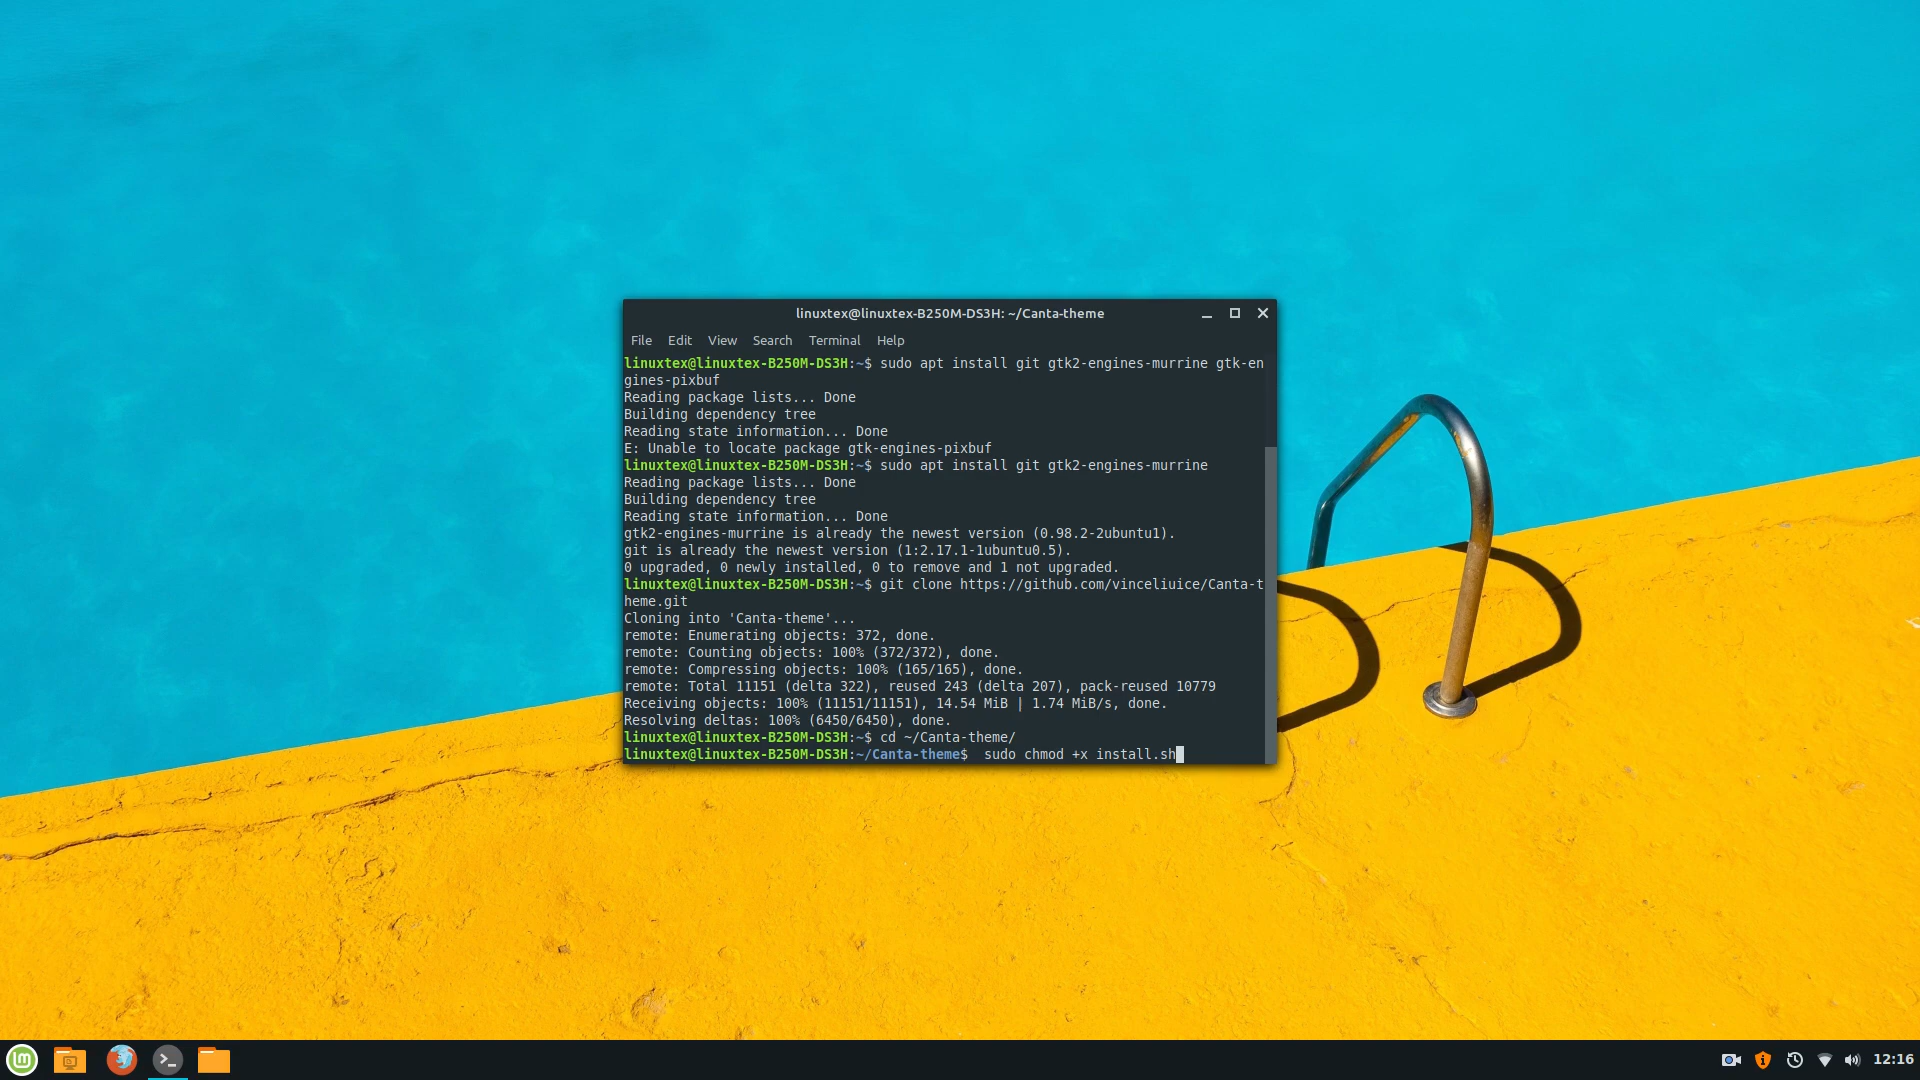 linuxtex@linuxtex-B250M-DS3H: ~/Canta-theme
File Edit View Search Terminal Help
linuxtex@linuxtex-B250M-DS3H:~$ sudo apt install git gtk2-engines-murrine gtk-en
gines-pixbuf
Reading package lists... Done
Building dependency tree
Reading state information... Done
E: Unable to locate package gtk-engines-pixbuf
linuxtex@linuxtex-B250M-DS3H:~$ sudo apt install git gtk2-engines-murrine
Reading package lists... Done
Building dependency tree
Reading state information... Done
gtk2-engines-murrine is already the newest version (0.98.2-2ubuntu1).
git is already the newest version (1:2.17.1-1ubuntu0.5).
0 upgraded, 0 newly installed, 0 to remove and 1 not upgraded.
linuxtex@linuxtex-B250M-DS3H:~$ git clone https://github.com/vinceliuice/Canta-t
heme.git
Cloning into 'Canta-theme'...
remote: Enumerating objects: 372, done.
remote: Counting objects: 100% (372/372), done.
remote: Compressing objects: 100% (165/165), done.
remote: Total 11151 (delta 322), reused 243 (delta 207), pack-reused 10779
Receiving objects: 100% (11151/11151), 14.54 MiB | 1.74 MiB/s, done.
Resolving deltas: 100% (6450/6450), done.
linuxtex@linuxtex-B250M-DS3H:~$ cd ~/Canta-theme/
linuxtex@linuxtex-B250M-DS3H:~/Canta-theme$  sudo chmod +x install.sh
12:16